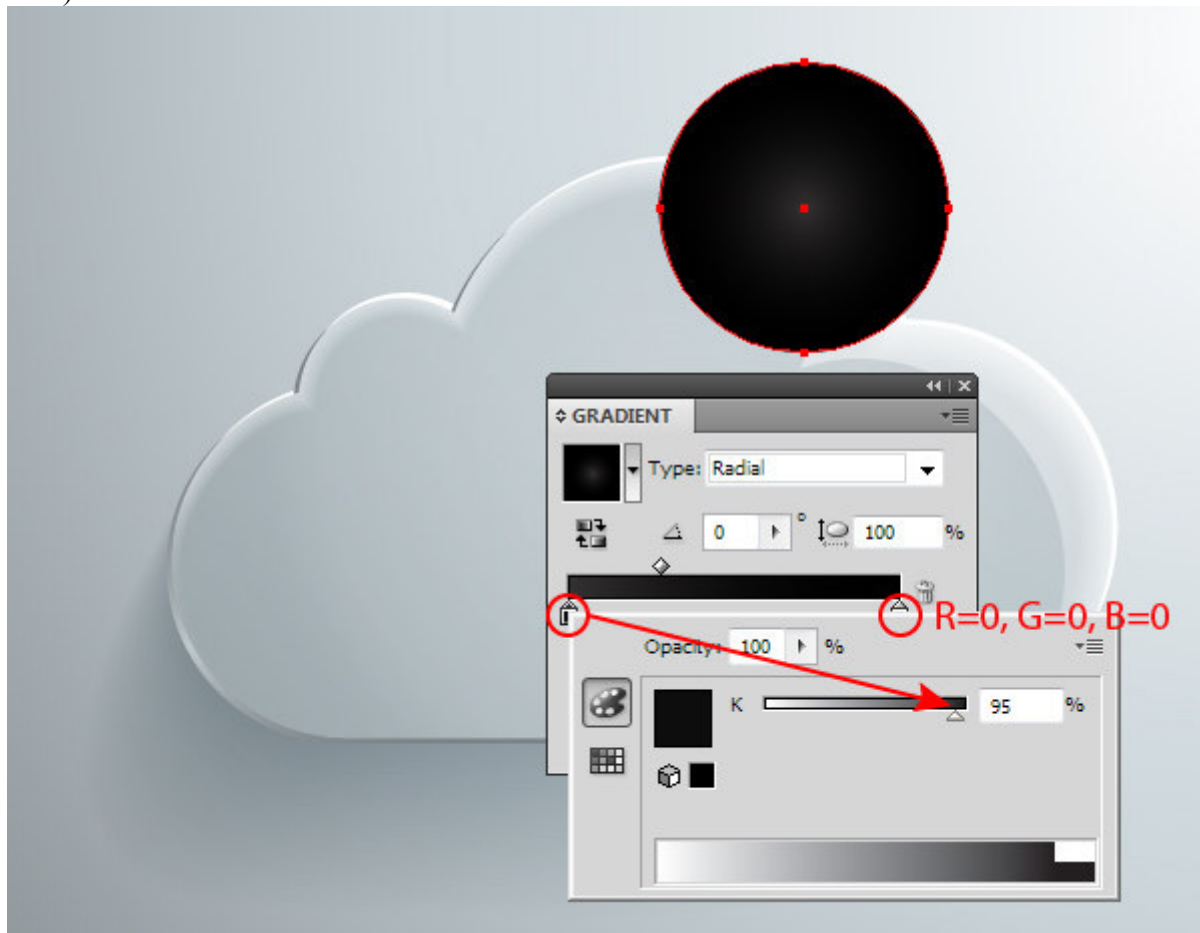 GRADIENT
Type: Radial
0 ° 100 %
R=0, G=0, B=0
Opacity: 100 %
K 95 %